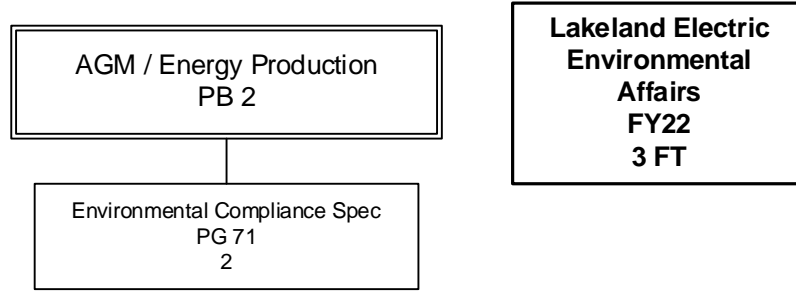 AGM / Energy Production
PB 2
Lakeland Electric
Environmental
Affairs
FY22
3 FT
Environmental Compliance Spec
PG 71
2